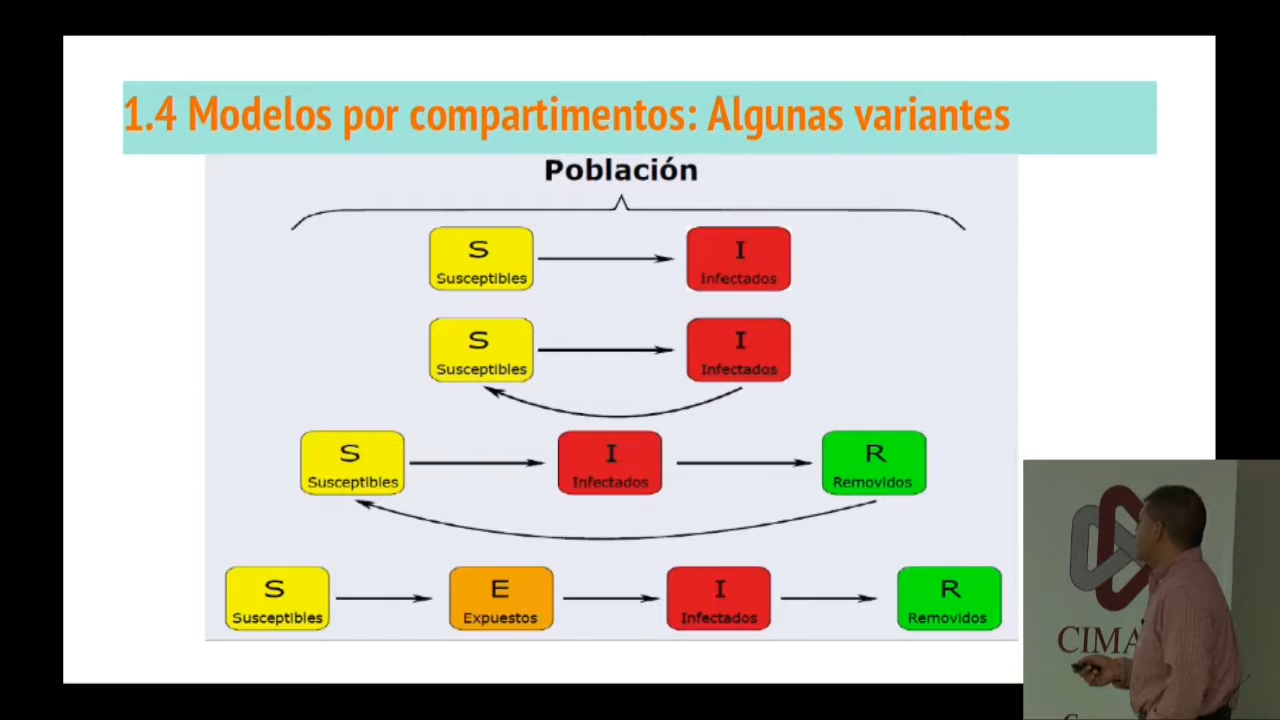 1.4 Modelos por compartimentos: Algunas variantes
Población
S
Susceptibles
I
Infectados
S
Susceptibles
I
Infectados
S
Susceptibles
I
Infectados
R
Removidos
S
Susceptibles
E
Expuestos
I
Infectados
R
Removidos